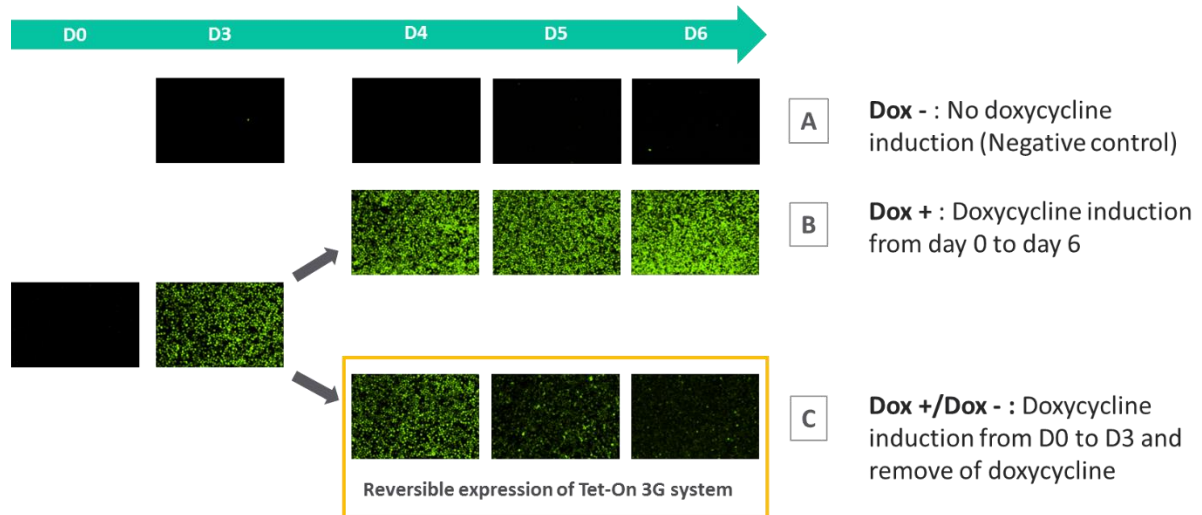 D0 D3 D4 D5 D6
A
Dox - : No doxycycline
induction (Negative control)
B
Dox + : Doxycycline induction
from day 0 to day 6
C
Dox +/Dox - : Doxycycline
induction from D0 to D3 and
remove of doxycycline
Reversible expression of Tet-On 3G system